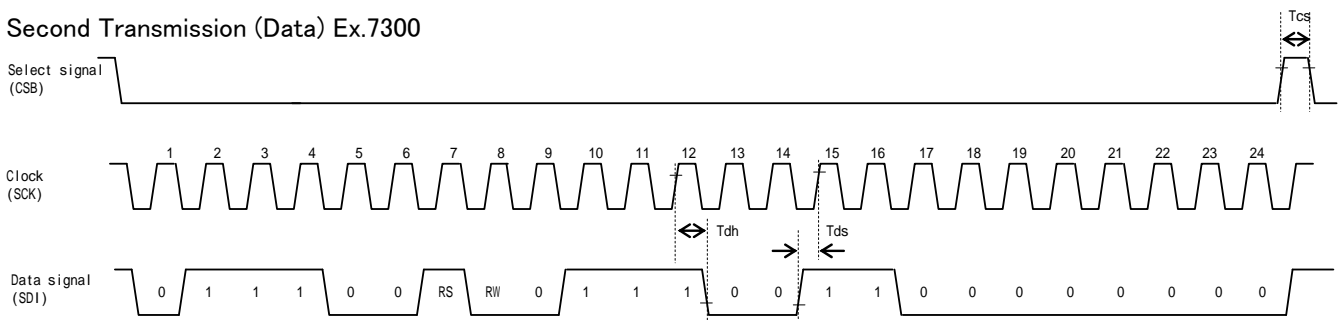 Second Transmission (Data) Ex.7300
Tcs
Select signal
(CSB)
1 2 3 4 5 6 7 8 9 10 11 12 13 14 15 16 17 18 19 20 21 22 23 24
Clock
(SCK)
Tdh Tds
Data signal
(SDI)
0 1 1 1 0 0 RS RW 0 1 1 1 0 0 1 1 0 0 0 0 0 0 0 0